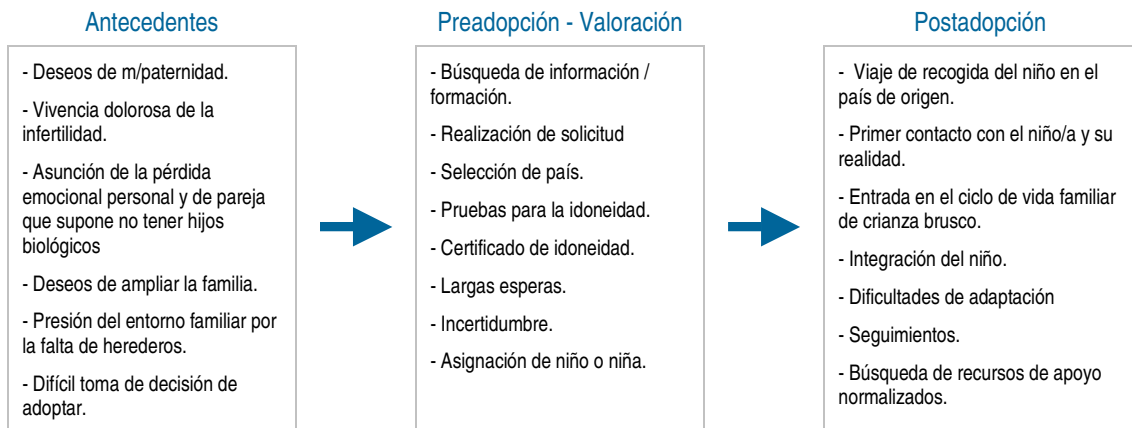 Antecedentes
- Deseos de m/paternidad.
- Vivencia dolorosa de la
infertilidad.
- Asunción de la pérdida
emocional personal y de pareja
que supone no tener hijos
biológicos
- Deseos de ampliar la familia.
- Presión del entorno familiar por
la falta de herederos.
- Difícil toma de decisión de
adoptar.
Preadopción - Valoración
- Búsqueda de información /
formación.
- Realización de solicitud
- Selección de país.
- Pruebas para la idoneidad.
- Certificado de idoneidad.
- Largas esperas.
- Incertidumbre.
- Asignación de niño o niña.
Postadopción
- Viaje de recogida del niño en el
país de origen.
- Primer contacto con el niño/a y su
realidad.
- Entrada en el ciclo de vida familiar
de crianza brusco.
- Integración del niño.
- Dificultades de adaptación
- Seguimientos.
- Búsqueda de recursos de apoyo
normalizados.